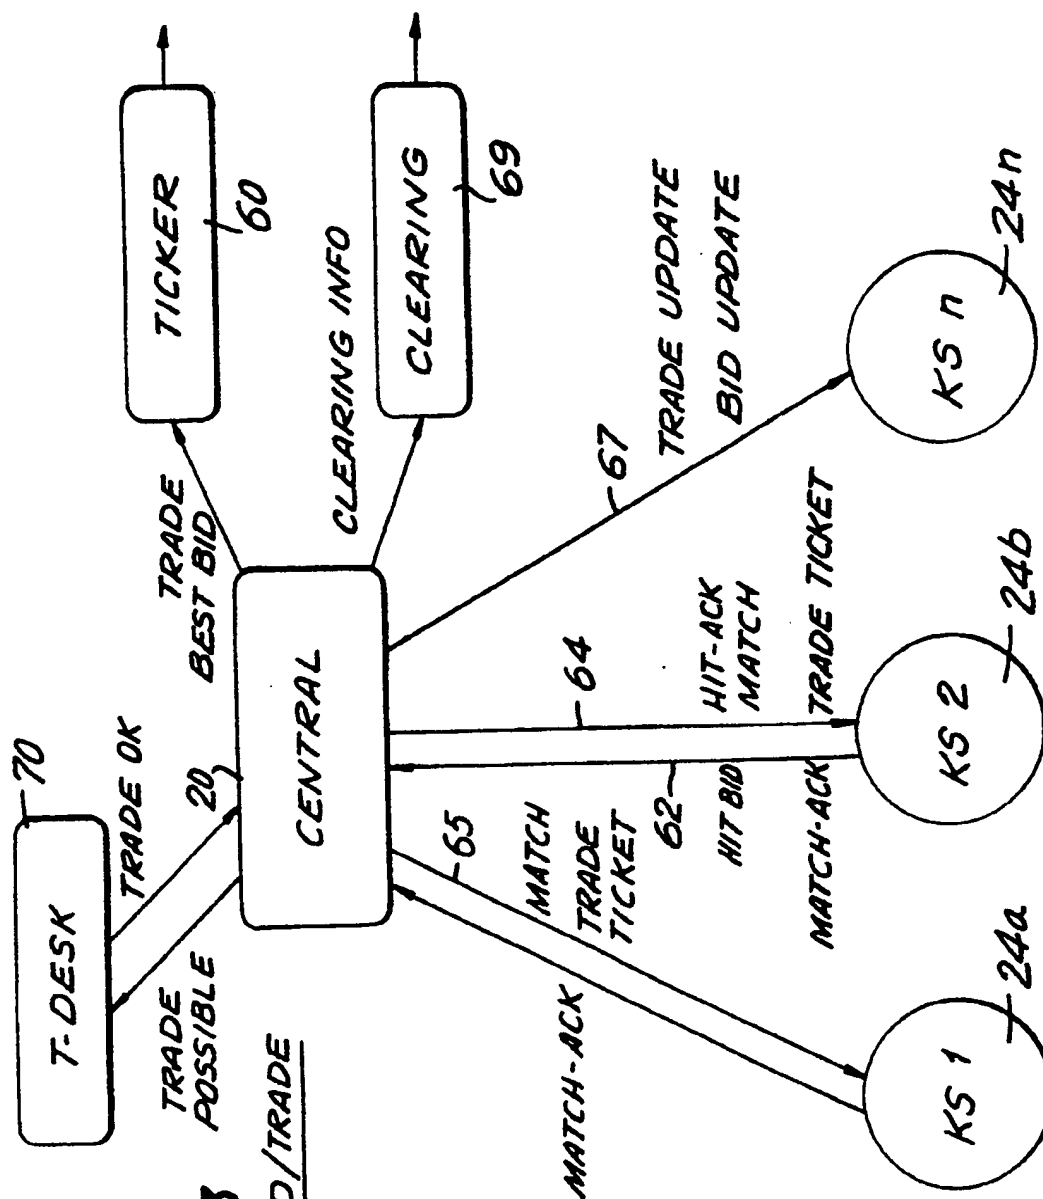 T-DESK
70
TRADE OK
TRADE
POSSIBLE
20
CENTRAL
TRADE
BEST BID
TICKER
60
CLEARING INFO
CLEARING
69
3
D/TRADE
65
MATCH
TRADE
TICKET
MATCH-ACK
62
HIT BID
MATCH-ACK
64
HIT-ACK
MATCH
TRADE TICKET
67
TRADE UPDATE
BID UPDATE
KS 1
24a
KS 2
24b
KS n
24n